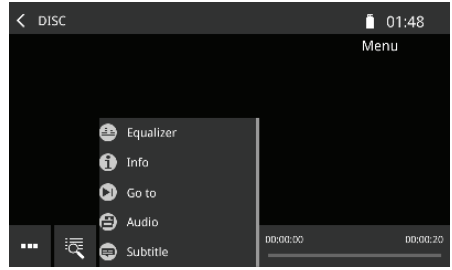 DISC
01:48
Menu
Equalizer
Info
Go to
Audio
Subtitle
00:00:00
00:00:20